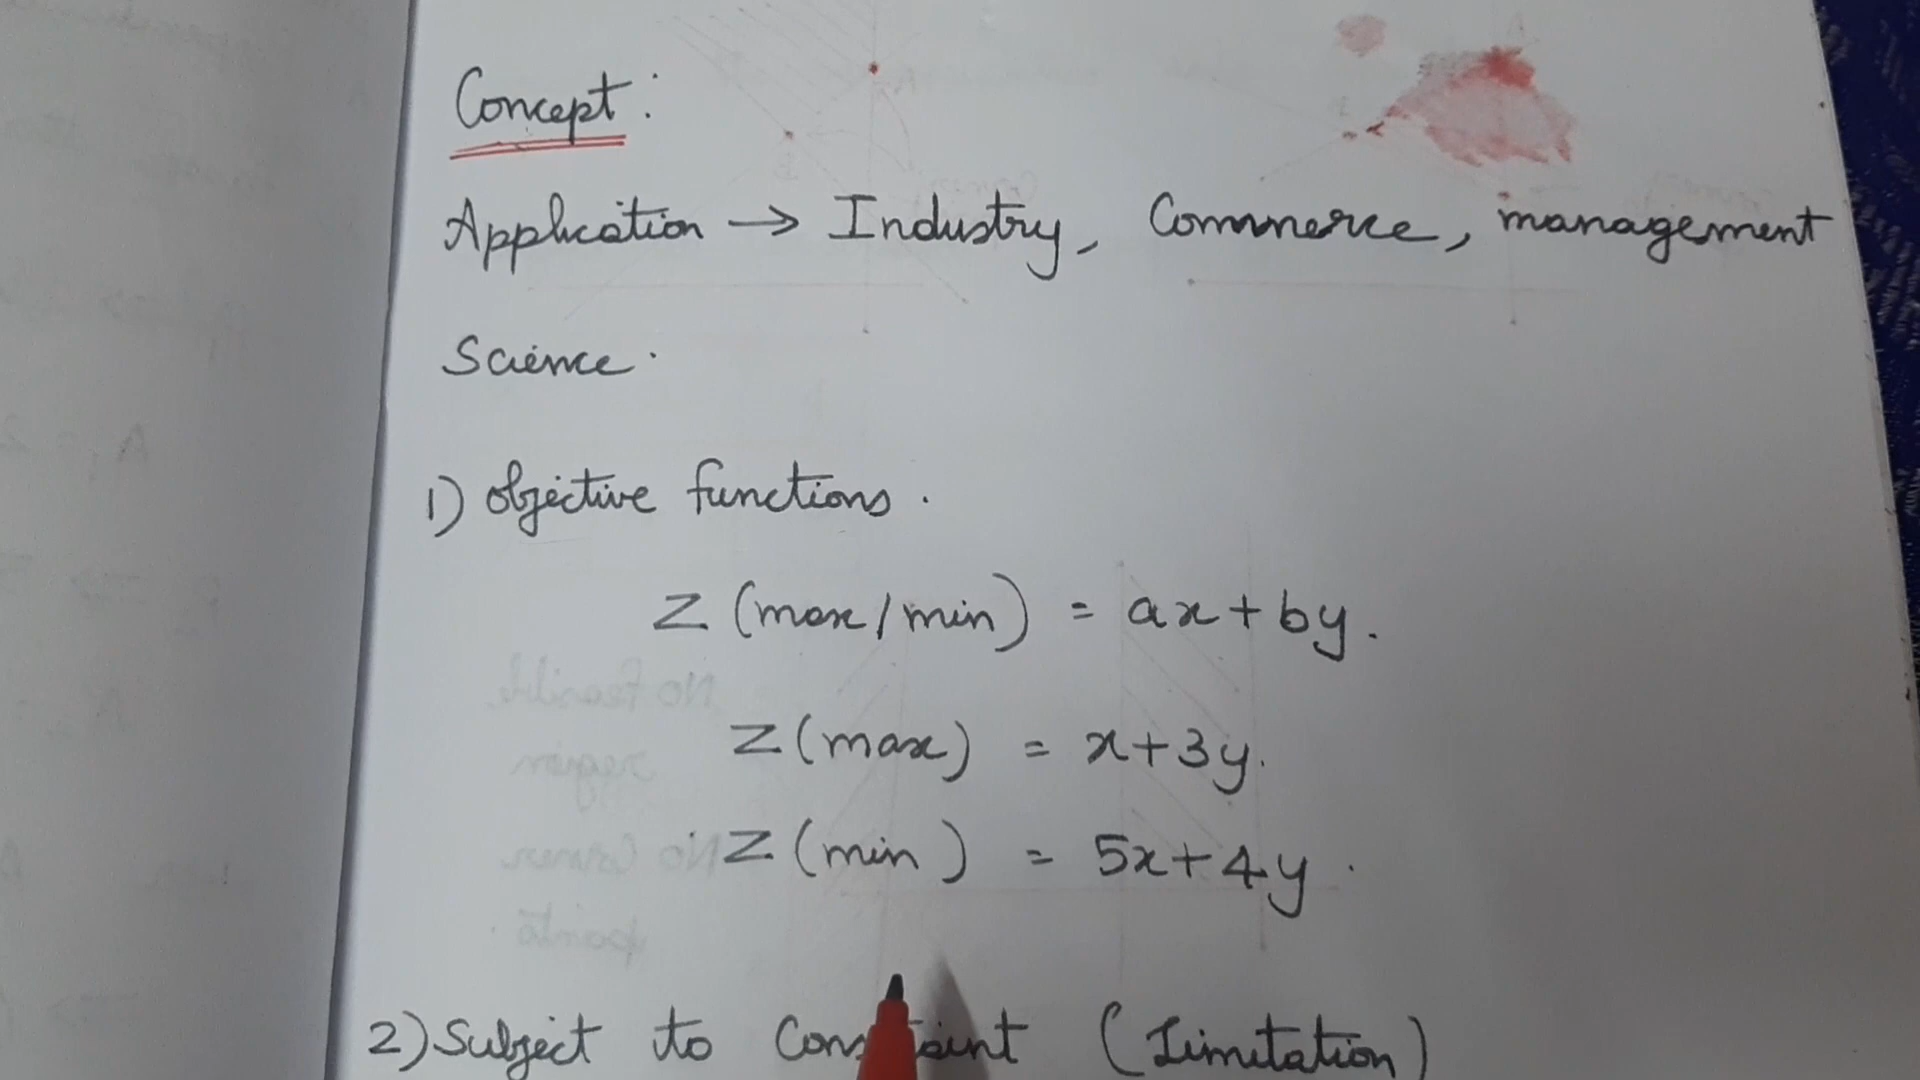 Concept:
Application → Industry, Commerce, management
Science.
1) Objective functions.
Z (max/min) = ax + by.
Z (max) = x + 3y.
Z (min) = 5x + 4y.
2) Subject to (Limitation)